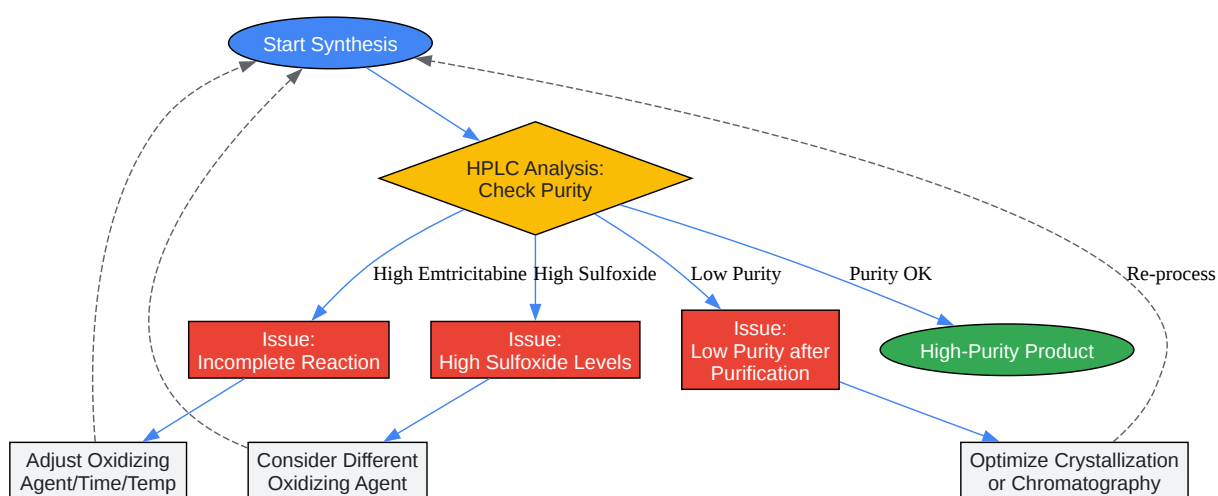 Start Synthesis
HPLC Analysis:
Check Purity
High Emtricitabine
High Sulfoxide
Low Purity
Purity OK
Re-process
Issue:
Incomplete Reaction
Issue:
High Sulfoxide Levels
Issue:
Low Purity after
Purification
High-Purity Product
Adjust Oxidizing
Agent/Time/Temp
Consider Different
Oxidizing Agent
Optimize Crystallization
or Chromatography